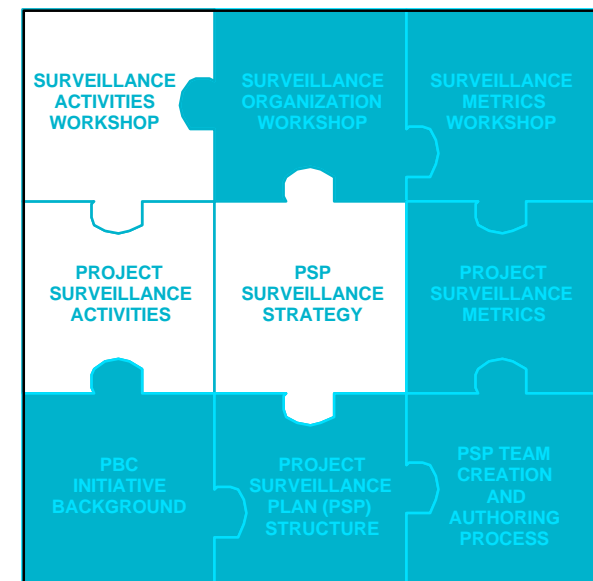 SURVEILLANCE
ACTIVITIES
WORKSHOP
SURVEILLANCE
ORGANIZATION
WORKSHOP
SURVEILLANCE
METRICS
WORKSHOP
PROJECT
SURVEILLANCE
ACTIVITIES
PSP
SURVEILLANCE
STRATEGY
PROJECT
SURVEILLANCE
METRICS
PBC
INITIATIVE
BACKGROUND
PROJECT
SURVEILLANCE
PLAN (PSP)
STRUCTURE
PSP TEAM
CREATION
AND
AUTHORING
PROCESS